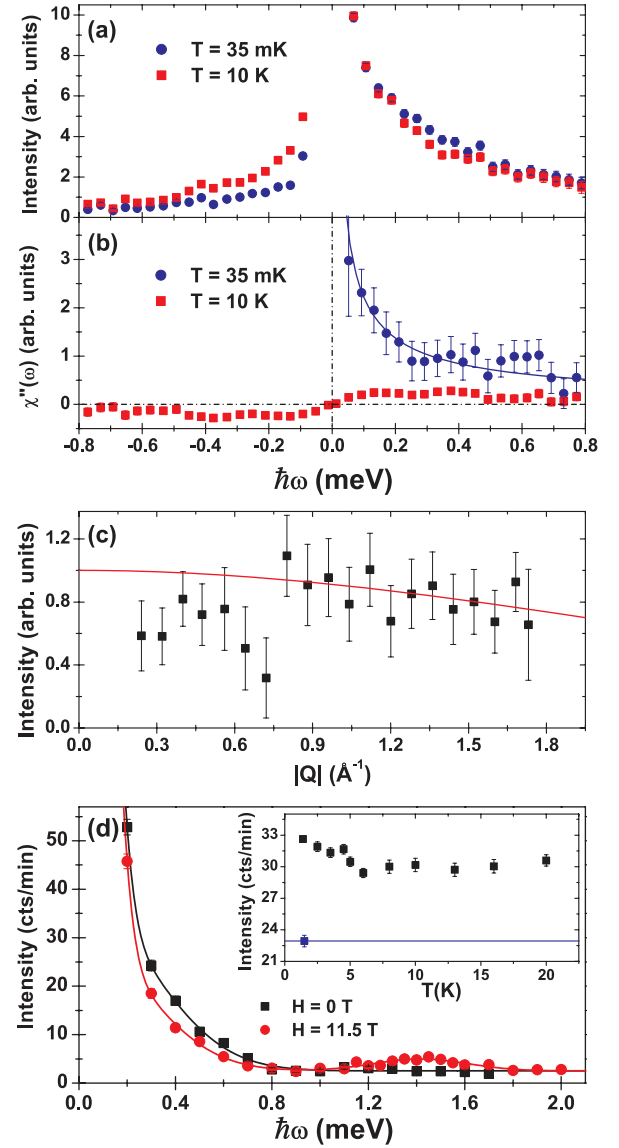 (a)
T = 35 mK
T = 10 K
Intensity (arb. units)
10
8
6
4
2
0
(b)
T = 35 mK
T = 10 K
χ''(ω) (arb. units)
3
2
1
0
-0.8 -0.6 -0.4 -0.2 0.0 0.2 0.4 0.6 0.8
ħω (meV)
(c)
Intensity (arb. units)
1.2
0.8
0.4
0.0
0.0 0.3 0.6 0.9 1.2 1.5 1.8
|Q| (Å⁻¹)
(d)
Intensity (cts/min)
50
40
30
20
10
0
Intensity (cts/min)
33
30
27
24
21
0 5 10 15 20
T(K)
H = 0 T
H = 11.5 T
0.4 0.8 1.2 1.6 2.0
ħω (meV)